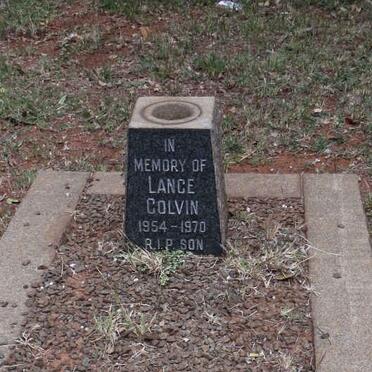 IN
MEMORY OF
LANCE
COLVIN
1954 - 1970
R.I.P. SON